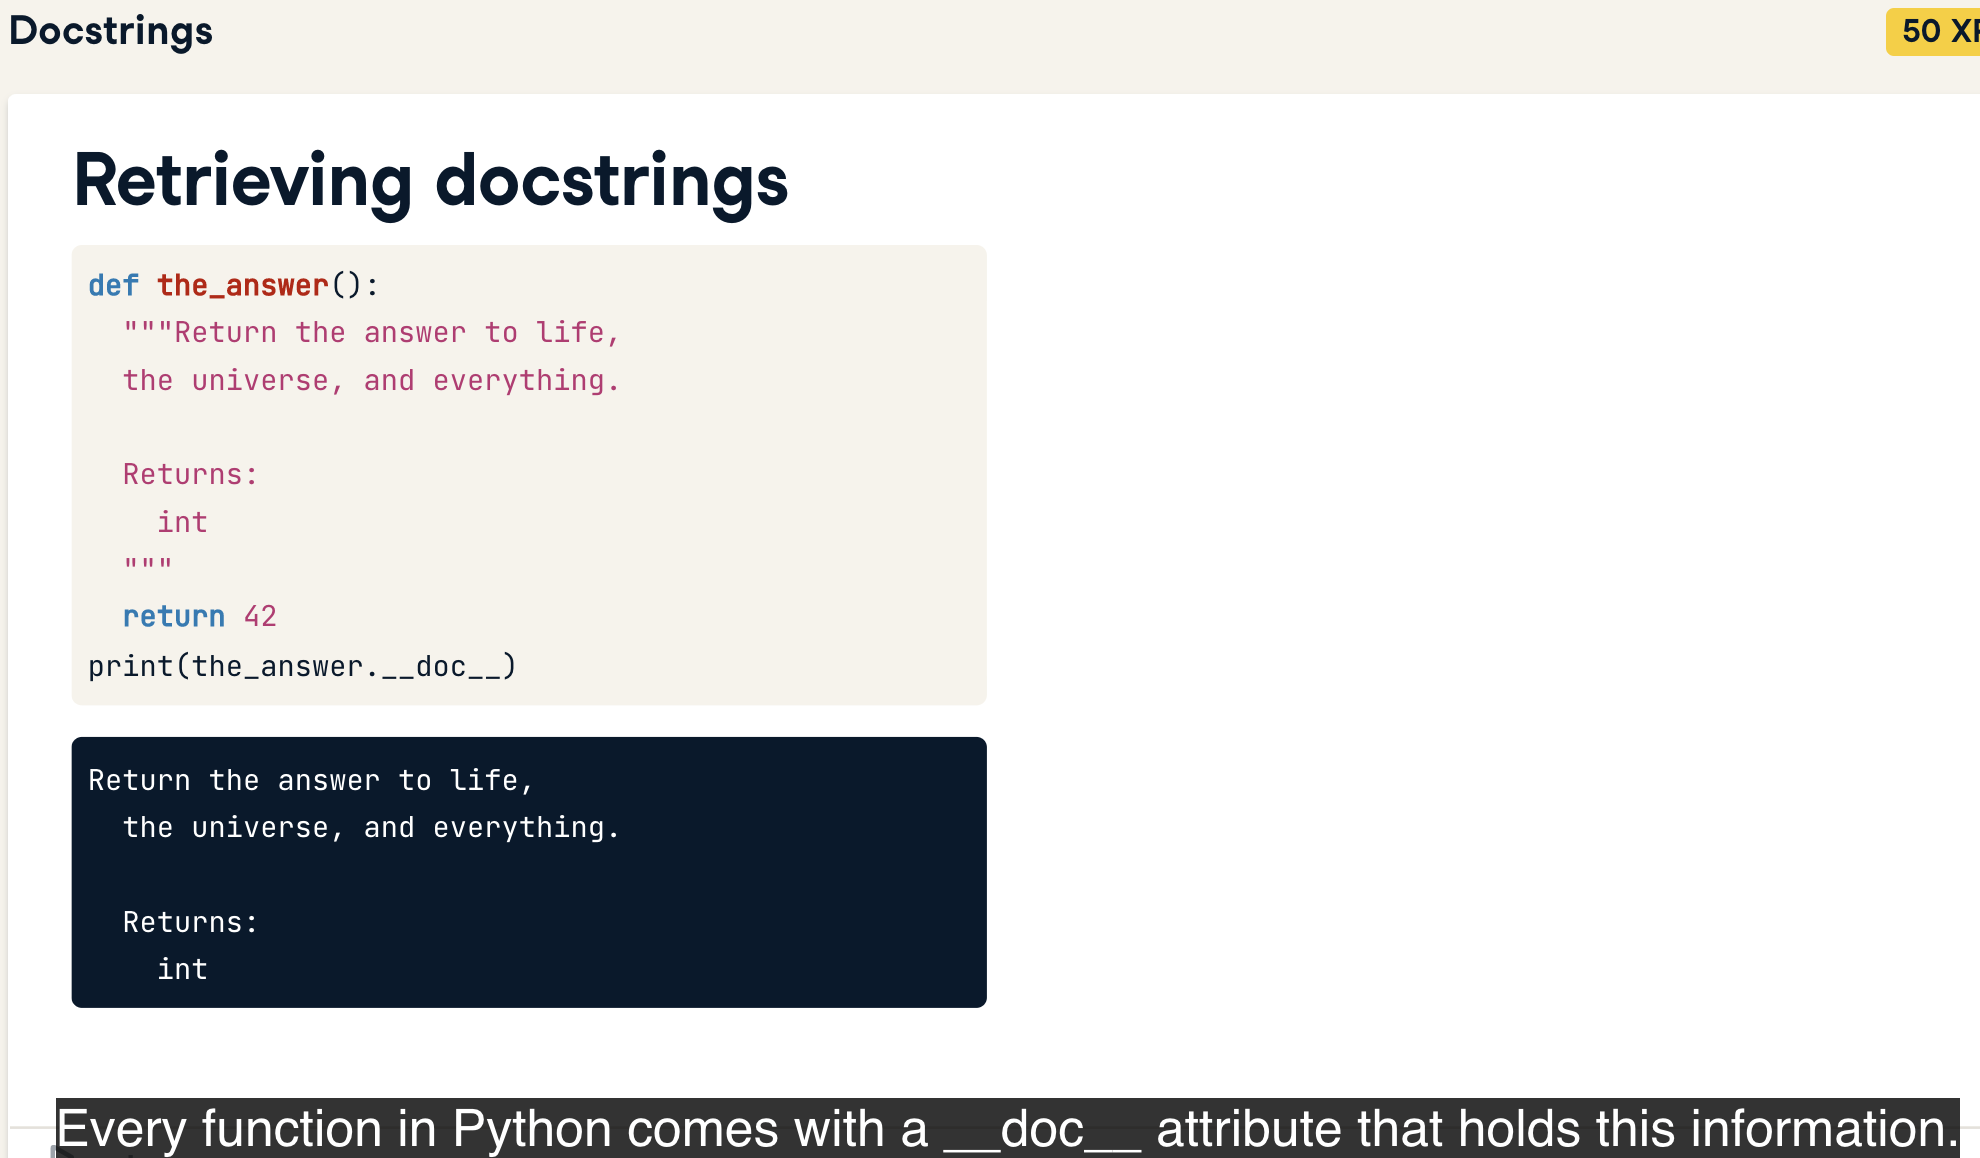 Docstrings
50 XP
Retrieving docstrings
def the_answer():
  """Return the answer to life,
  the universe, and everything.

  Returns:
    int
  """
  return 42
print(the_answer.__doc__)
Return the answer to life,
  the universe, and everything.

  Returns:
    int
Every function in Python comes with a __doc__ attribute that holds this information.